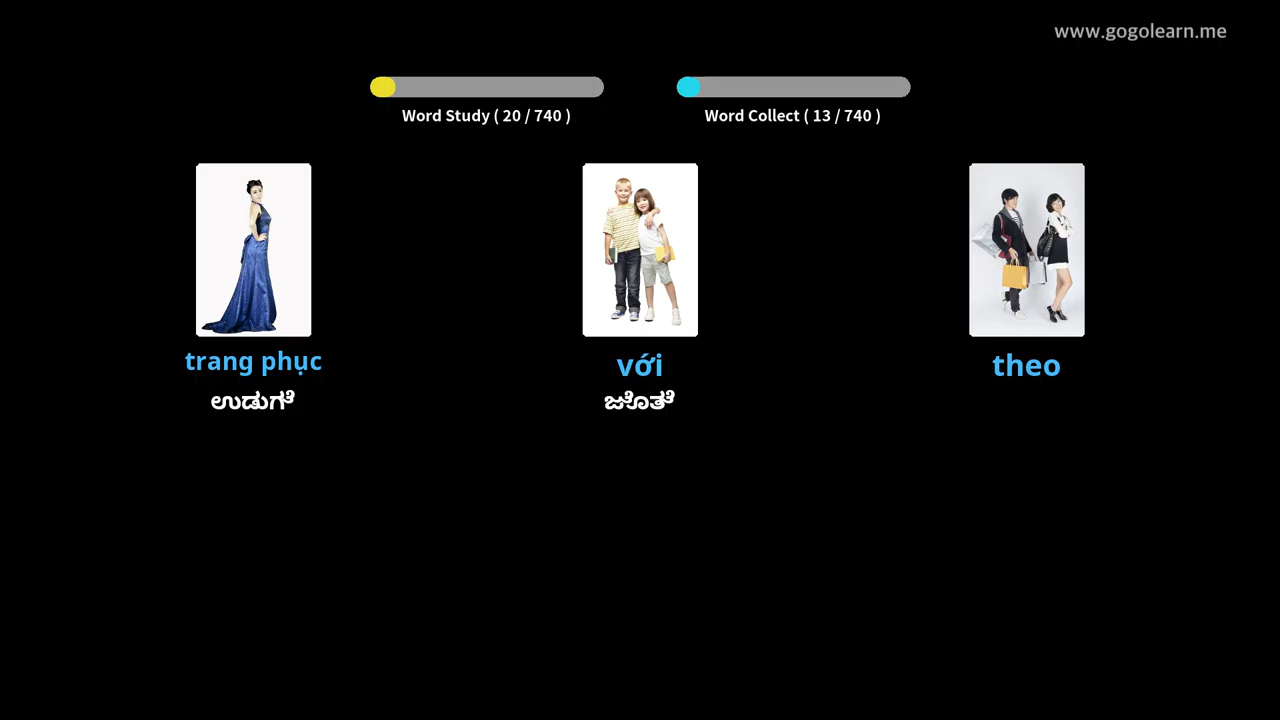 www.gogolearn.me
Word Study ( 20 / 740 )
Word Collect ( 13 / 740 )
trang phục
với
theo
ಉಡುಗೆ
ಜೊತೆ